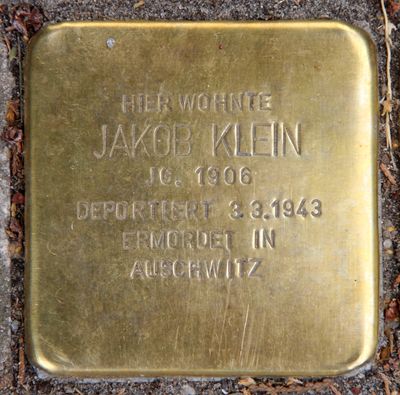 HIER WOHNTE
JAKOB KLEIN
JG. 1906
DEPORTIERT 3.3.1943
ERMORDET IN
AUSCHWITZ